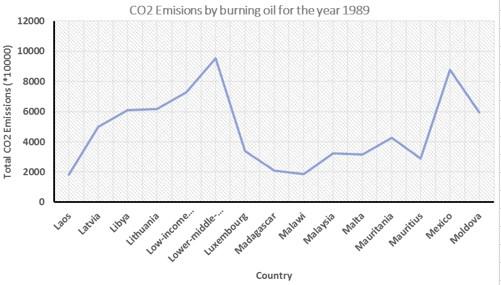 CO2 Emisions by burning oil for the year 1989
Total CO2 Emissions (*10000)
12000
10000
8000
6000
4000
2000
0
Laos
Latvia
Libya
Lithuania
Low-income...
Lower-middle-...
Luxembourg
Madagascar
Malawi
Malaysia
Malta
Mauritania
Mauritius
Mexico
Moldova
Country